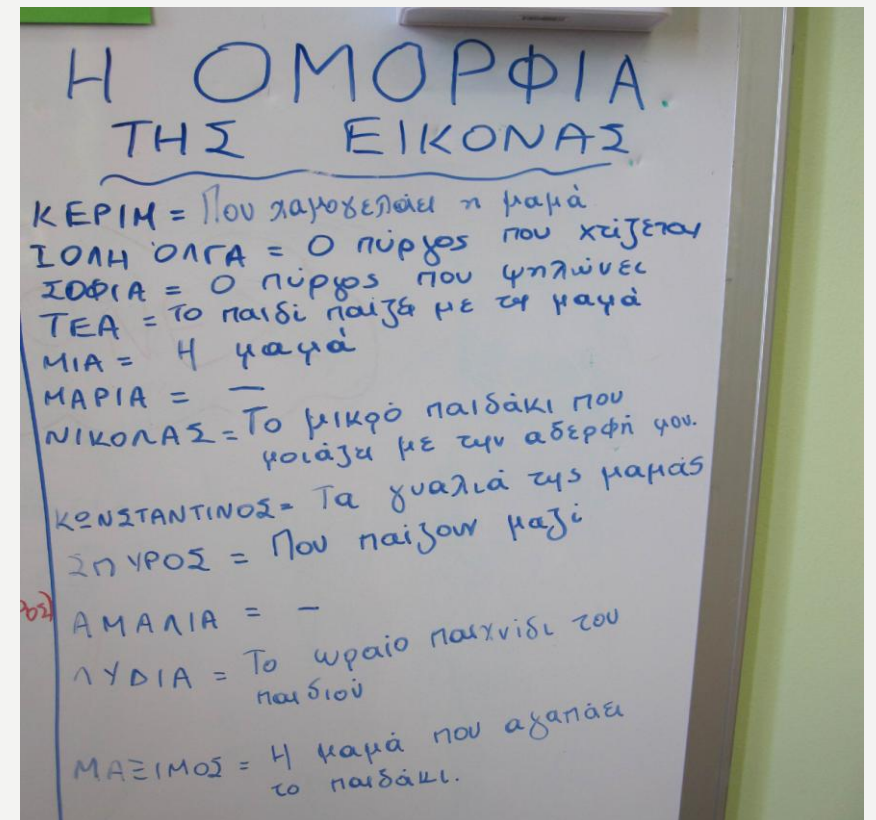 Η ΟΜΟΡΦΙΑ.
ΤΗΣ ΕΙΚΟΝΑΣ
ΚΕΡΙΜ = Που χαμογελάει η μαμά
ΙΟΛΗ ΌΛΓΑ = Ο πύργος που χτίζεται
ΣΟΦΙΑ = Ο πύργος που ψηλώνει
ΤΕΑ = Το παιδί παίζει με τη μαμά
ΜΙΑ = Η μαμά
ΜΑΡΙΑ = —
ΝΙΚΟΛΑΣ = Το μικρό παιδάκι που
μοιάζει με την αδερφή μου.
ΚΩΝΣΤΑΝΤΙΝΟΣ = Τα γυαλιά της μαμάς
ΣΠΥΡΟΣ = Που παίζουν μαζί
ΑΜΑΛΙΑ = —
ΛΥΔΙΑ = Το ωραίο παιχνίδι του
παιδιού
ΜΑΞΙΜΟΣ = Η μαμά που αγαπάει
το παιδάκι.